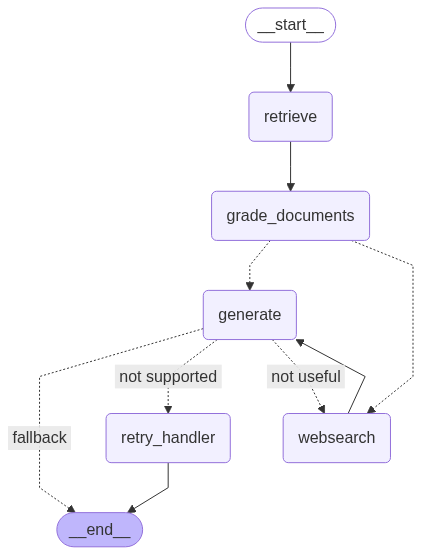 __start__
retrieve
grade_documents
generate
not supported
not useful
fallback
retry_handler
websearch
__end__